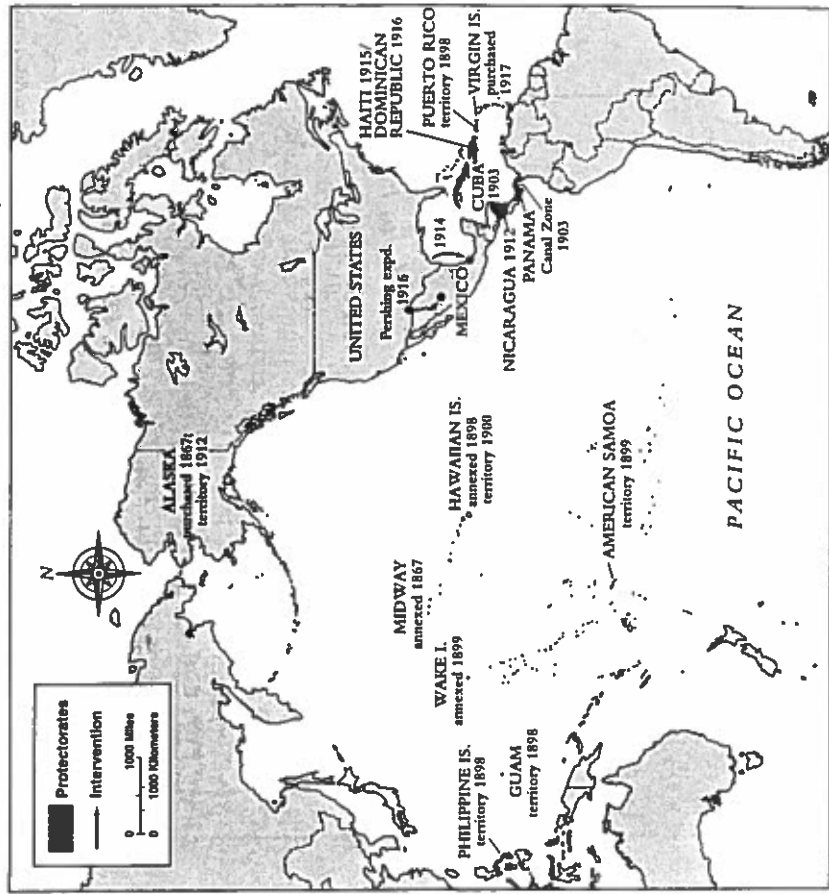 N
Protectorates
Intervention
0 1000 Miles
0 1000 Kilometers
ALASKA
purchased 1867;
territory 1912
UNITED STATES
Pershing expd.
1916
1914
MEXICO
HAITI 1915/
DOMINICAN
REPUBLIC 1916
PUERTO RICO
territory 1898
VIRGIN IS.
purchased
1917
CUBA
1903
NICARAGUA 1912
PANAMA
Canal Zone
1903
MIDWAY
annexed 1867
HAWAIIAN IS.
annexed 1898
territory 1900
WAKE I.
annexed 1899
PHILIPPINE IS.
territory 1898
GUAM
territory 1898
AMERICAN SAMOA
territory 1899
PACIFIC OCEAN